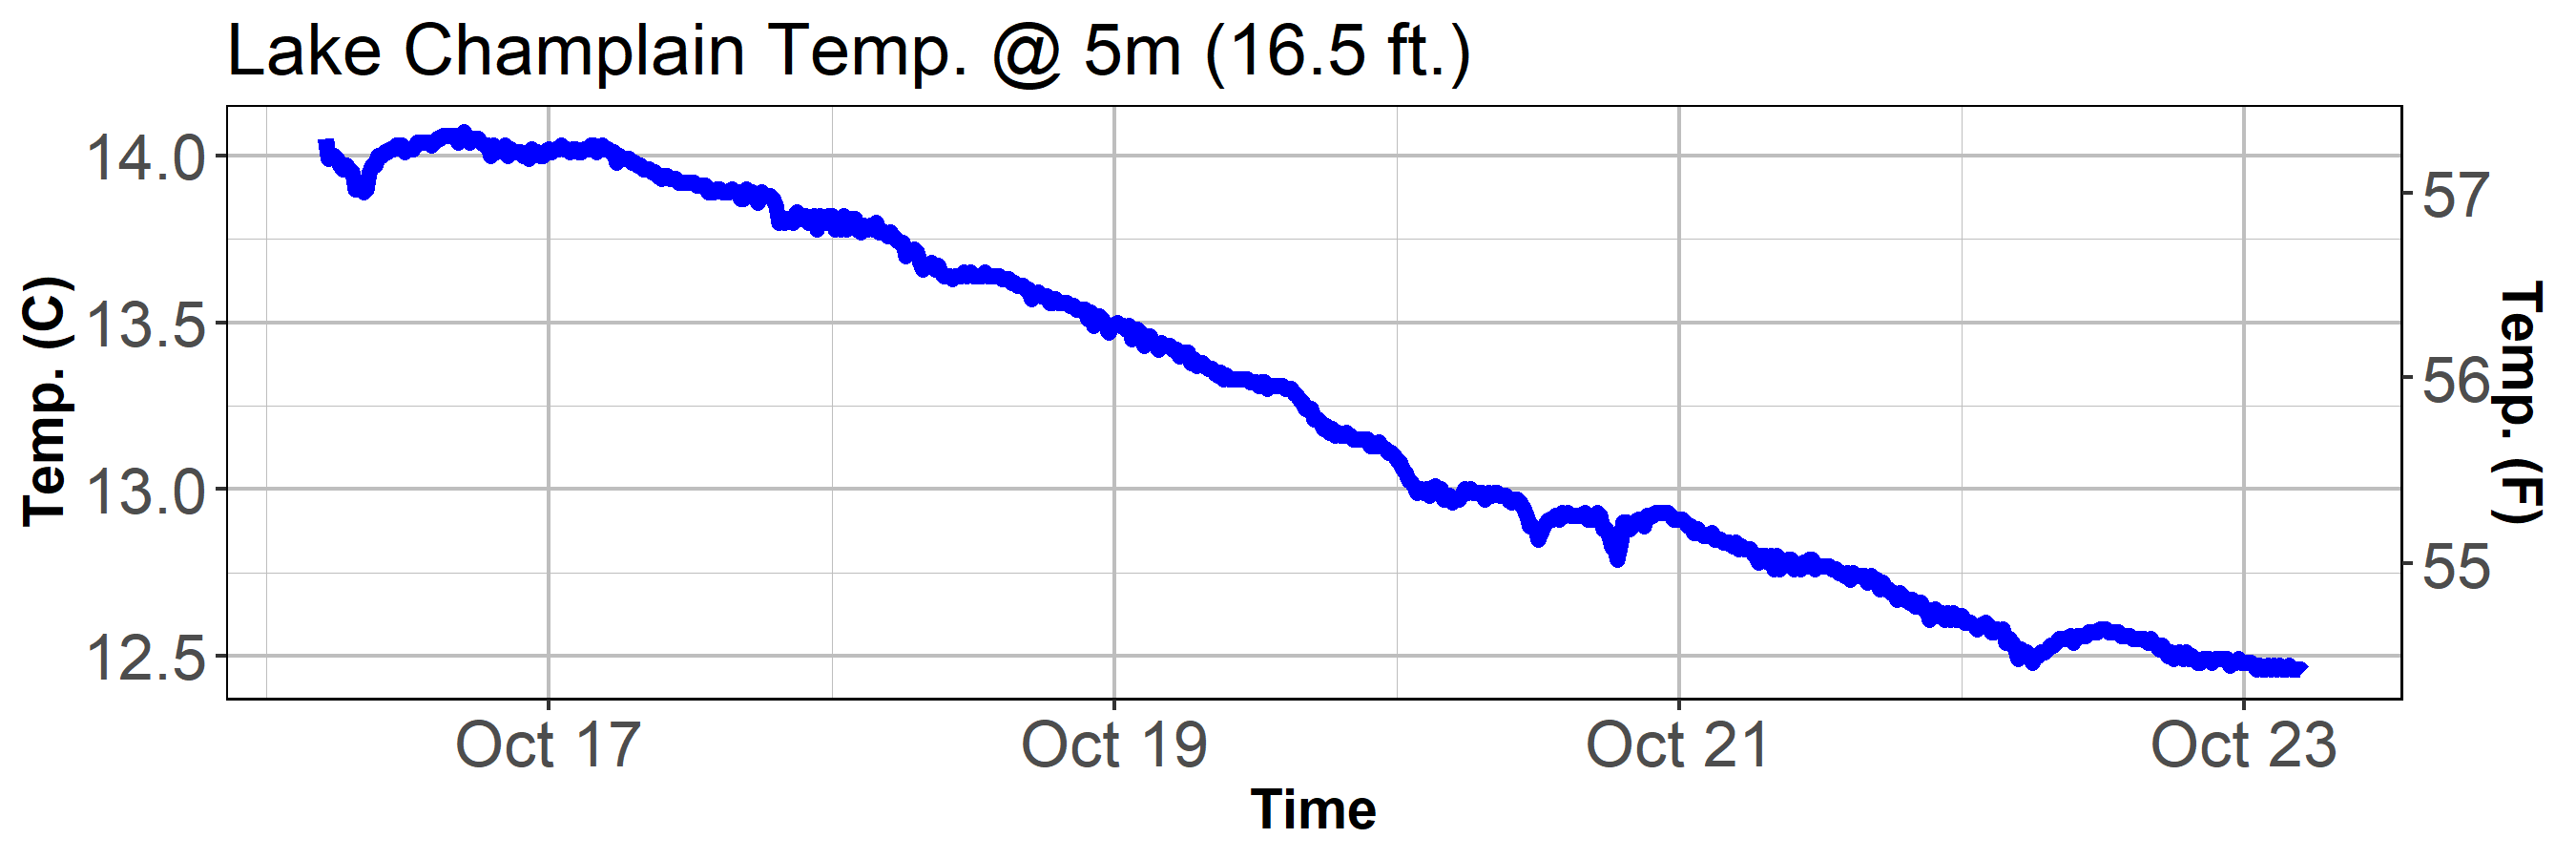 Lake Champlain Temp. @ 5m (16.5 ft.)
14.0
13.5
13.0
12.5
Temp. (C)
57
56
55
Temp. (F)
Oct 17 Oct 19 Oct 21 Oct 23
Time